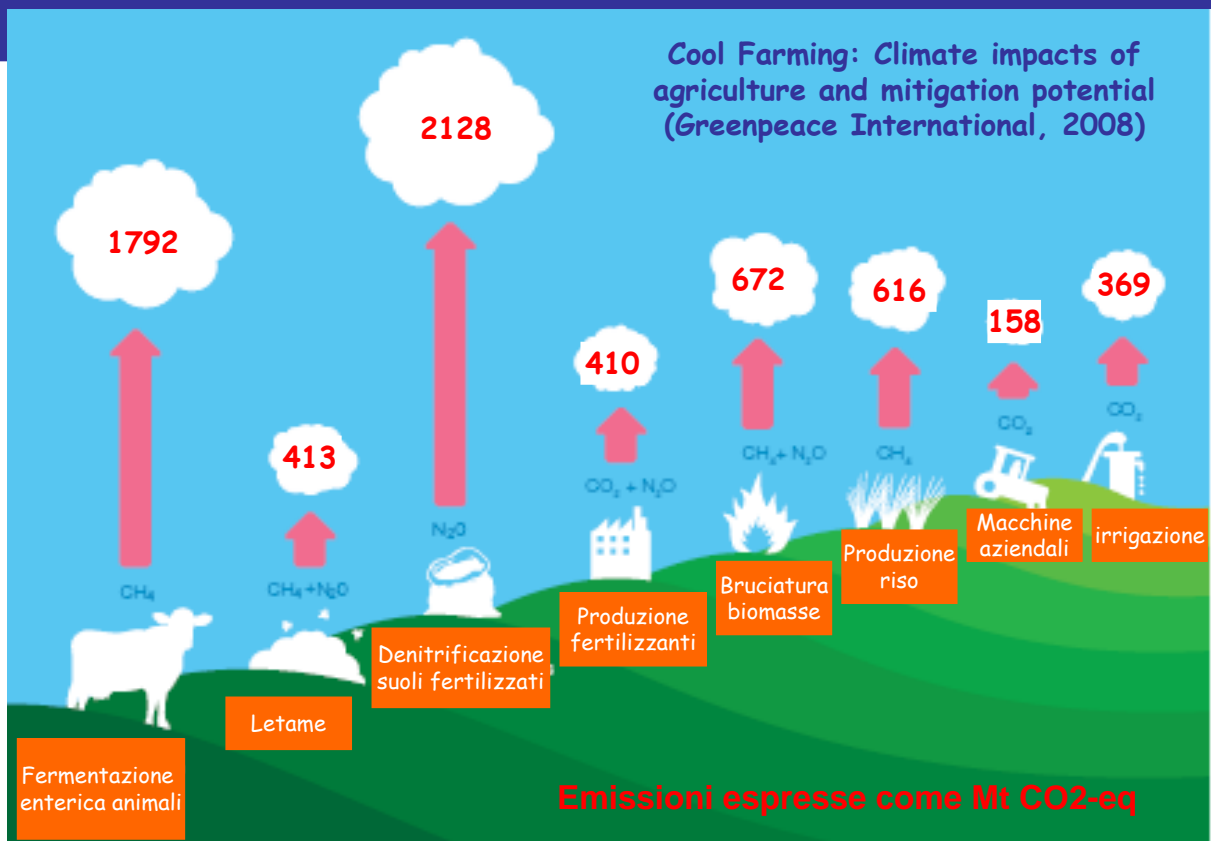 Cool Farming: Climate impacts of
agriculture and mitigation potential
(Greenpeace International, 2008)
2128
1792
672
616
369
158
410
413
CO₂
CO₂
CH₄+ N₂O
CH₄
CO₂ + N₂O
N₂O
CH₄
CH₄+N₂O
Macchine
aziendali
irrigazione
Produzione
riso
Bruciatura
biomasse
Produzione
fertilizzanti
Denitrificazione
suoli fertilizzati
Letame
Fermentazione
enterica animali
Emissioni espresse come Mt CO2-eq